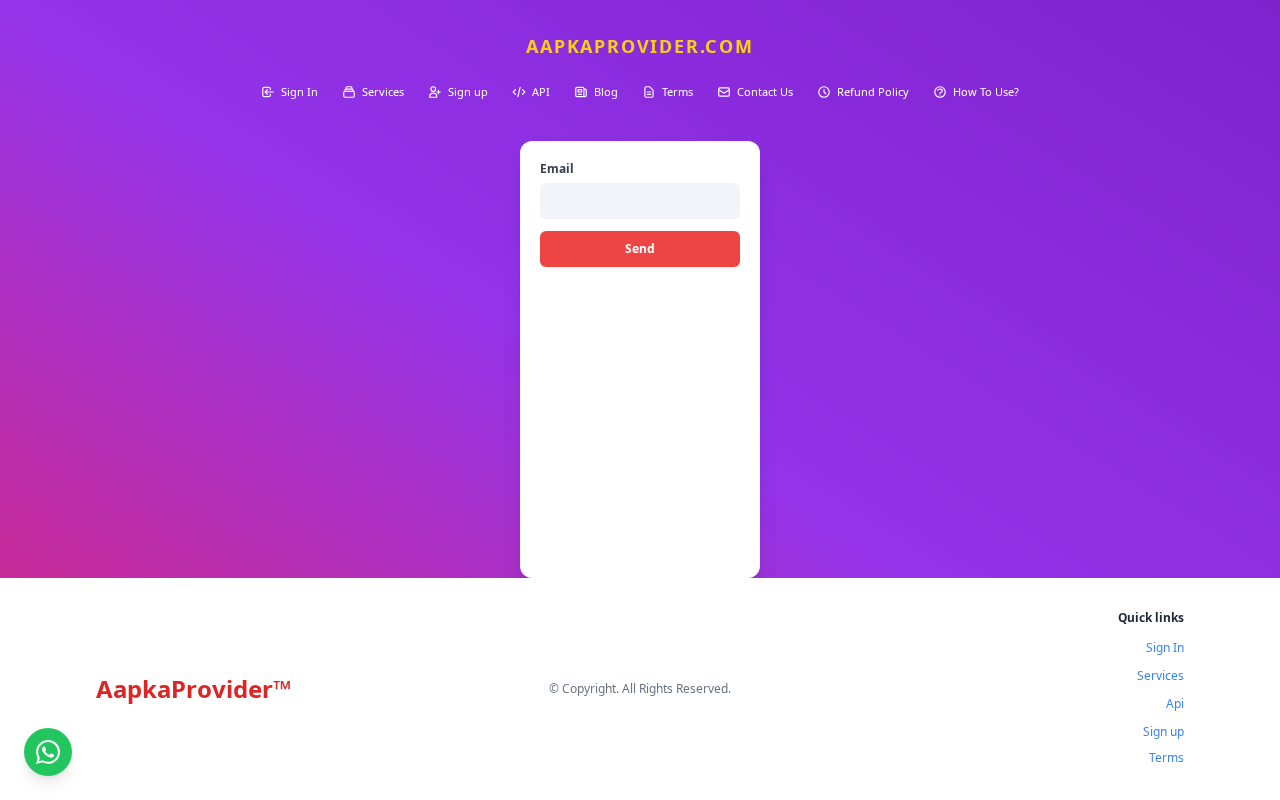 AAPKAPROVIDER.COM
Sign In Services Sign up API Blog Terms Contact Us Refund Policy How To Use?
Email
Send
Quick links
Sign In
Services
Api
Sign up
Terms
AapkaProvider™
© Copyright. All Rights Reserved.